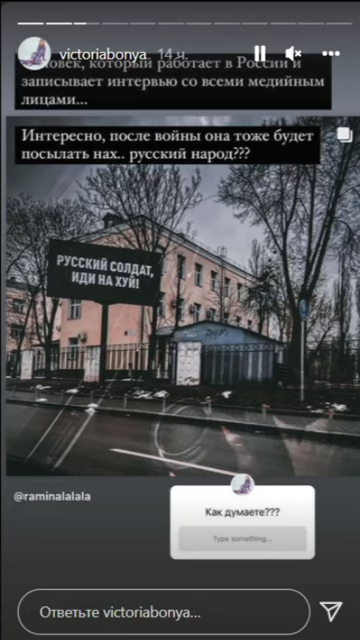 victoriabonya 14 ч.
который работает в России и
записывает интервью со всеми медийным
лицами...
Интересно, после войны она тоже будет
посылать нах.. русский народ???
РУССКИЙ СОЛДАТ,
ИДИ НА ХУЙ!
@raminalalala
Как думаете???
Type something...
Ответьте victoriabonya...